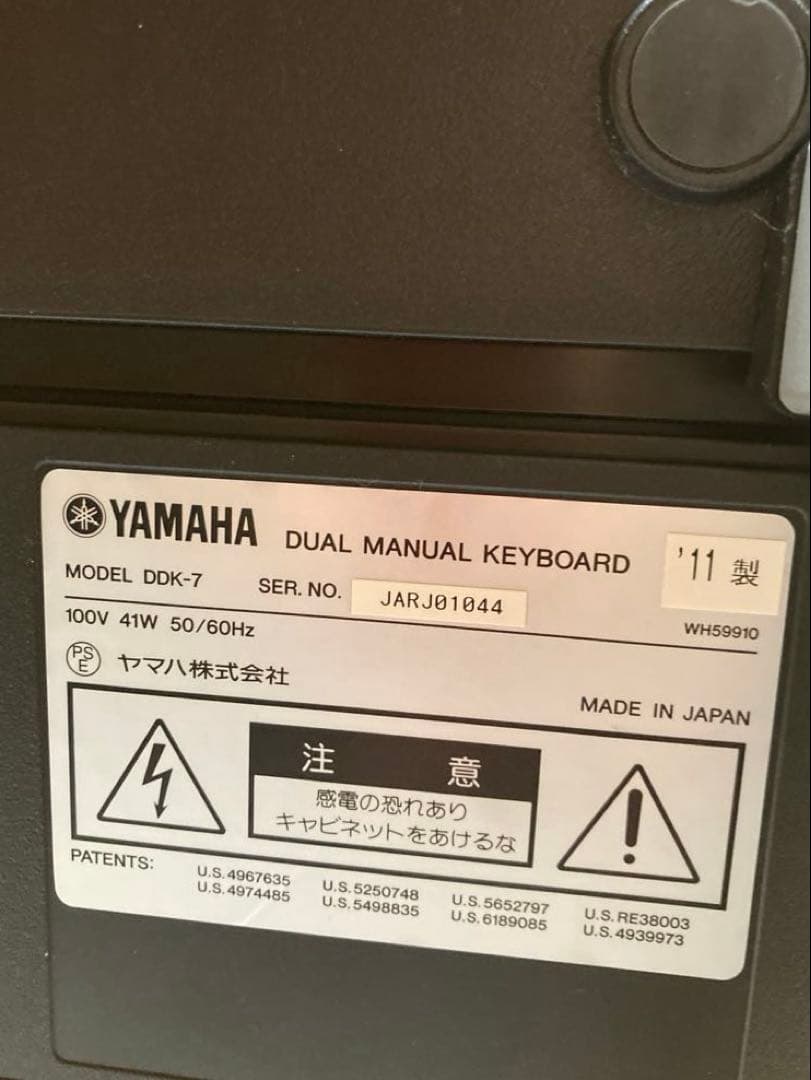 YAMAHA DUAL MANUAL KEYBOARD '11 製
MODEL DDK-7 SER. NO. JARJ01044
100V 41W 50/60Hz WH59910
PSE ヤマハ株式会社
MADE IN JAPAN
注意
感電の恐れあり
キャビネットをあけるな
PATENTS: U.S.4967635 U.S.5250748 U.S.5652797 U.S.RE38003
U.S.4974485 U.S.5498835 U.S.6189085 U.S.4939973